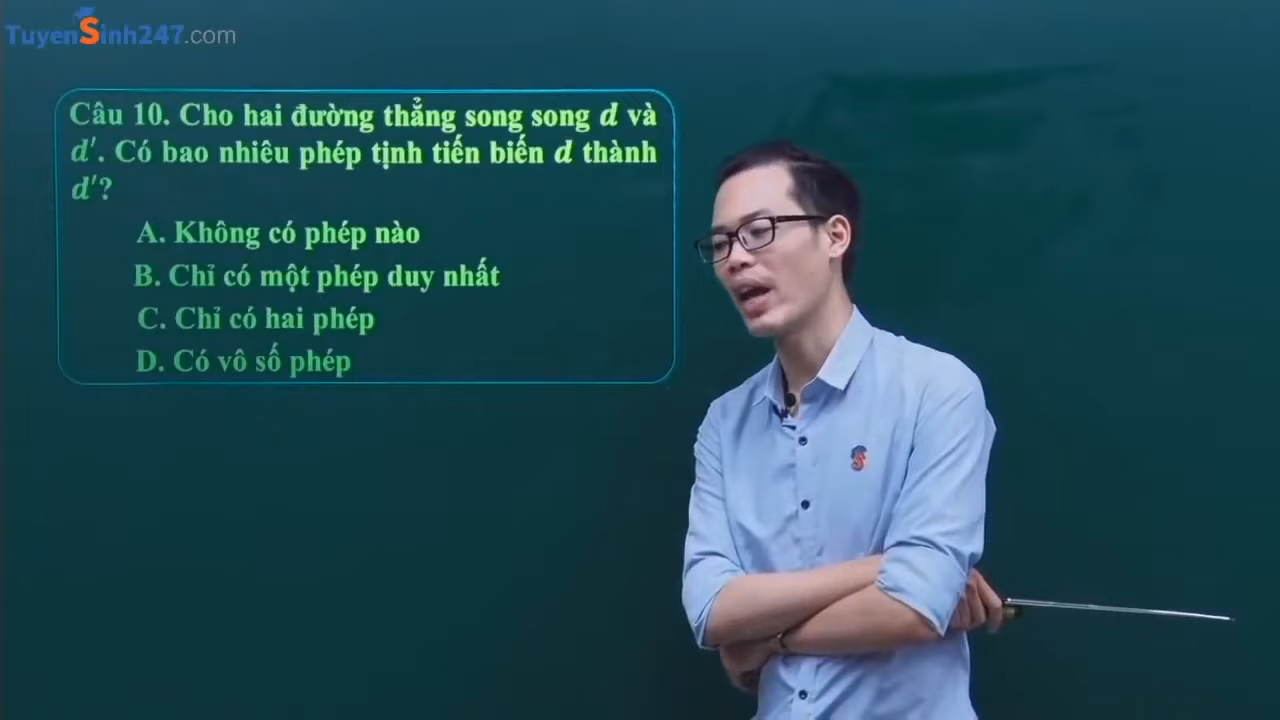 TuyenSinh247.com
Câu 10. Cho hai đường thẳng song song d và
d'. Có bao nhiêu phép tịnh tiến biến d thành
d'?
A. Không có phép nào
B. Chỉ có một phép duy nhất
C. Chỉ có hai phép
D. Có vô số phép